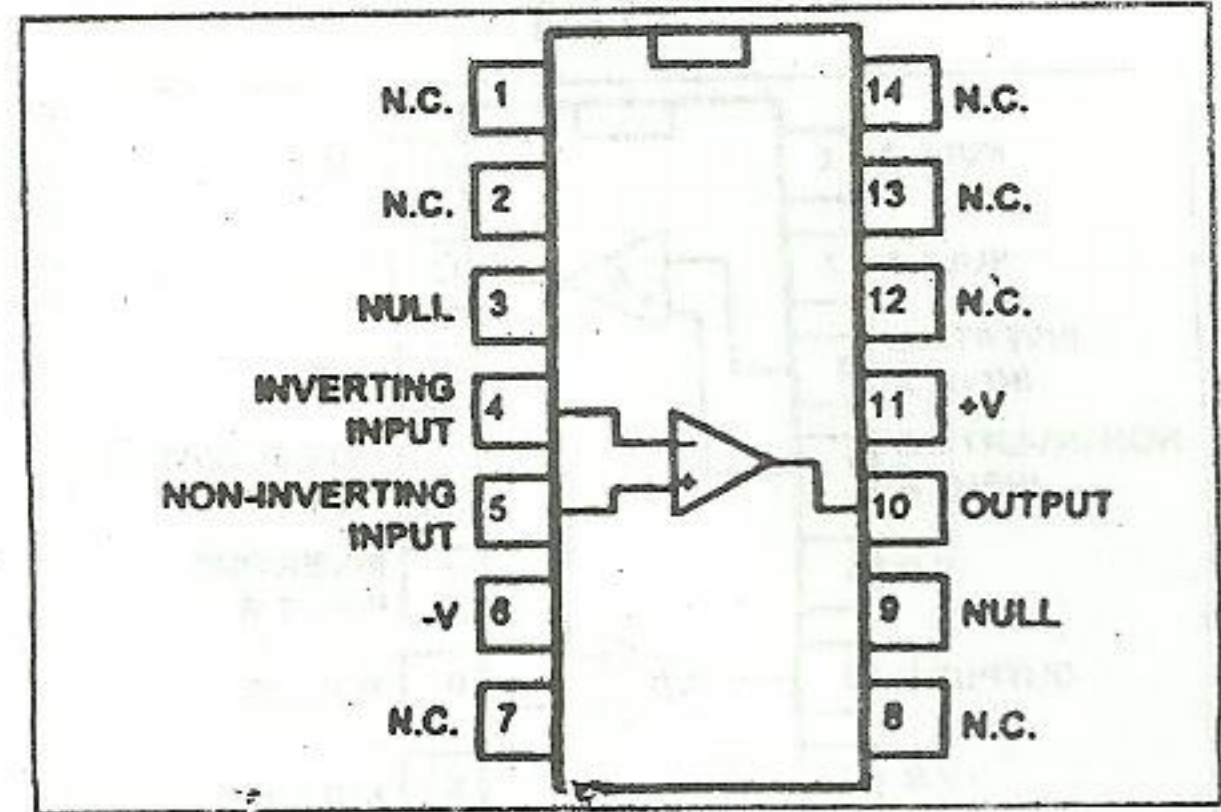 N.C. 1
N.C. 2
NULL 3
INVERTING
INPUT 4
NON-INVERTING
INPUT 5
-V 6
N.C. 7
14 N.C.
13 N.C.
12 N.C.
11 +V
10 OUTPUT
9 NULL
8 N.C.
-
+